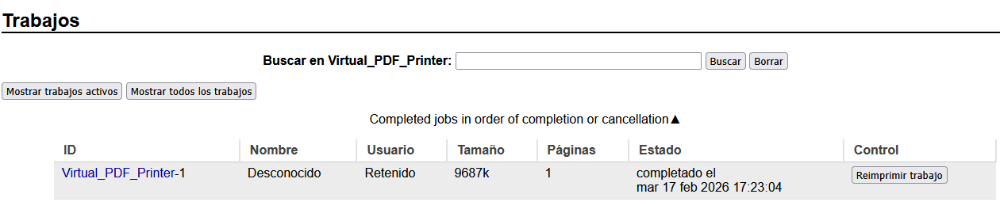 Trabajos
Buscar en Virtual_PDF_Printer: Buscar Borrar
Mostrar trabajos activos Mostrar todos los trabajos
Completed jobs in order of completion or cancellation▲
ID Nombre Usuario Tamaño Páginas Estado Control
Virtual_PDF_Printer-1 Desconocido Retenido 9687k 1 completado el Reimprimir trabajo
mar 17 feb 2026 17:23:04